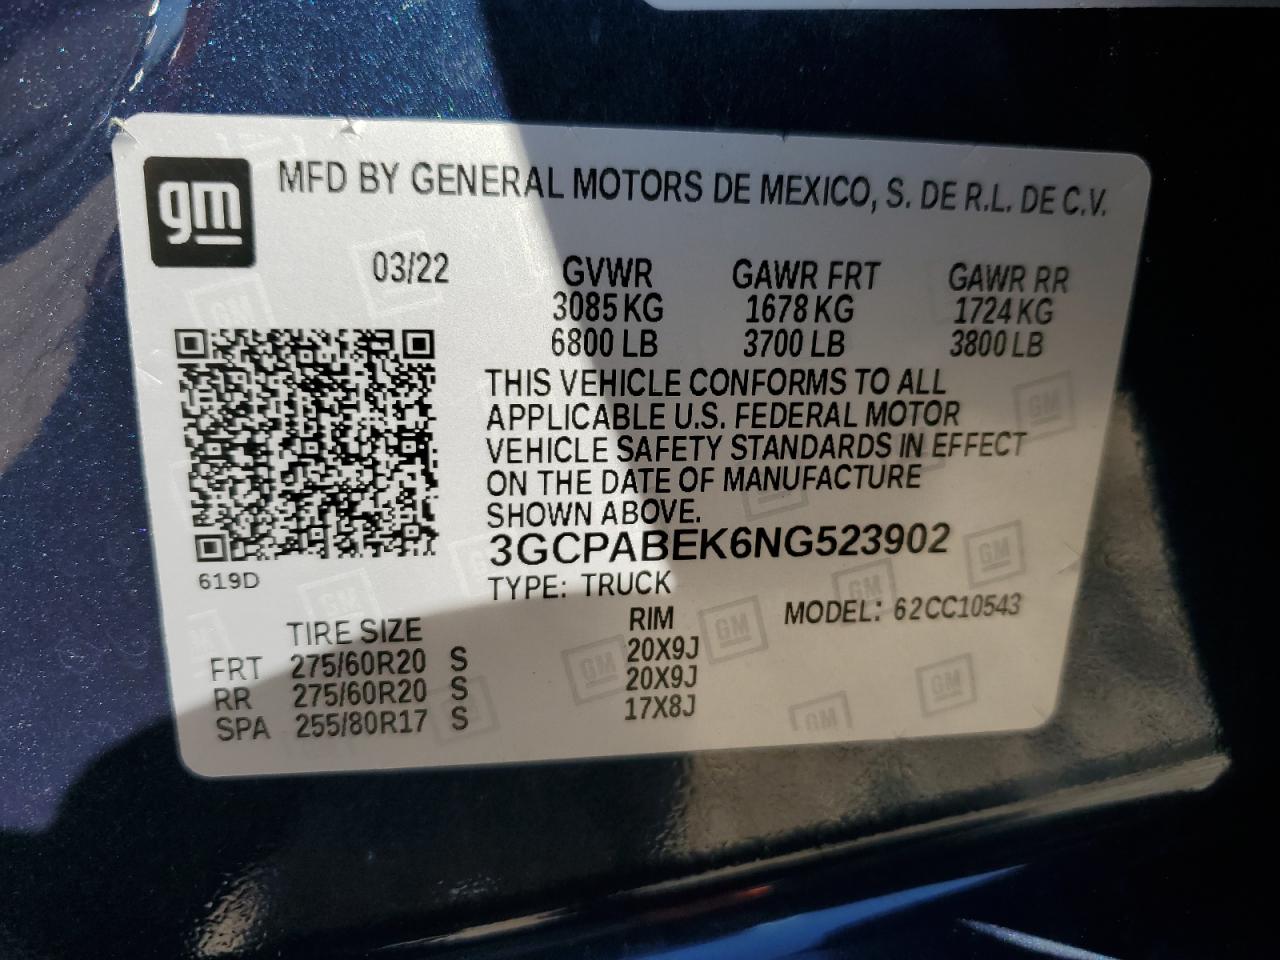 gm
MFD BY GENERAL MOTORS DE MEXICO, S. DE R.L. DE C.V.
03/22 GVWR GAWR FRT GAWR RR
3085 KG 1678 KG 1724 KG
6800 LB 3700 LB 3800 LB
THIS VEHICLE CONFORMS TO ALL
APPLICABLE U.S. FEDERAL MOTOR
VEHICLE SAFETY STANDARDS IN EFFECT
ON THE DATE OF MANUFACTURE
SHOWN ABOVE.
3GCPABEK6NG523902
619D
TYPE: TRUCK
MODEL: 62CC10543
TIRE SIZE RIM
FRT 275/60R20 S 20X9J
RR 275/60R20 S 20X9J
SPA 255/80R17 S 17X8J